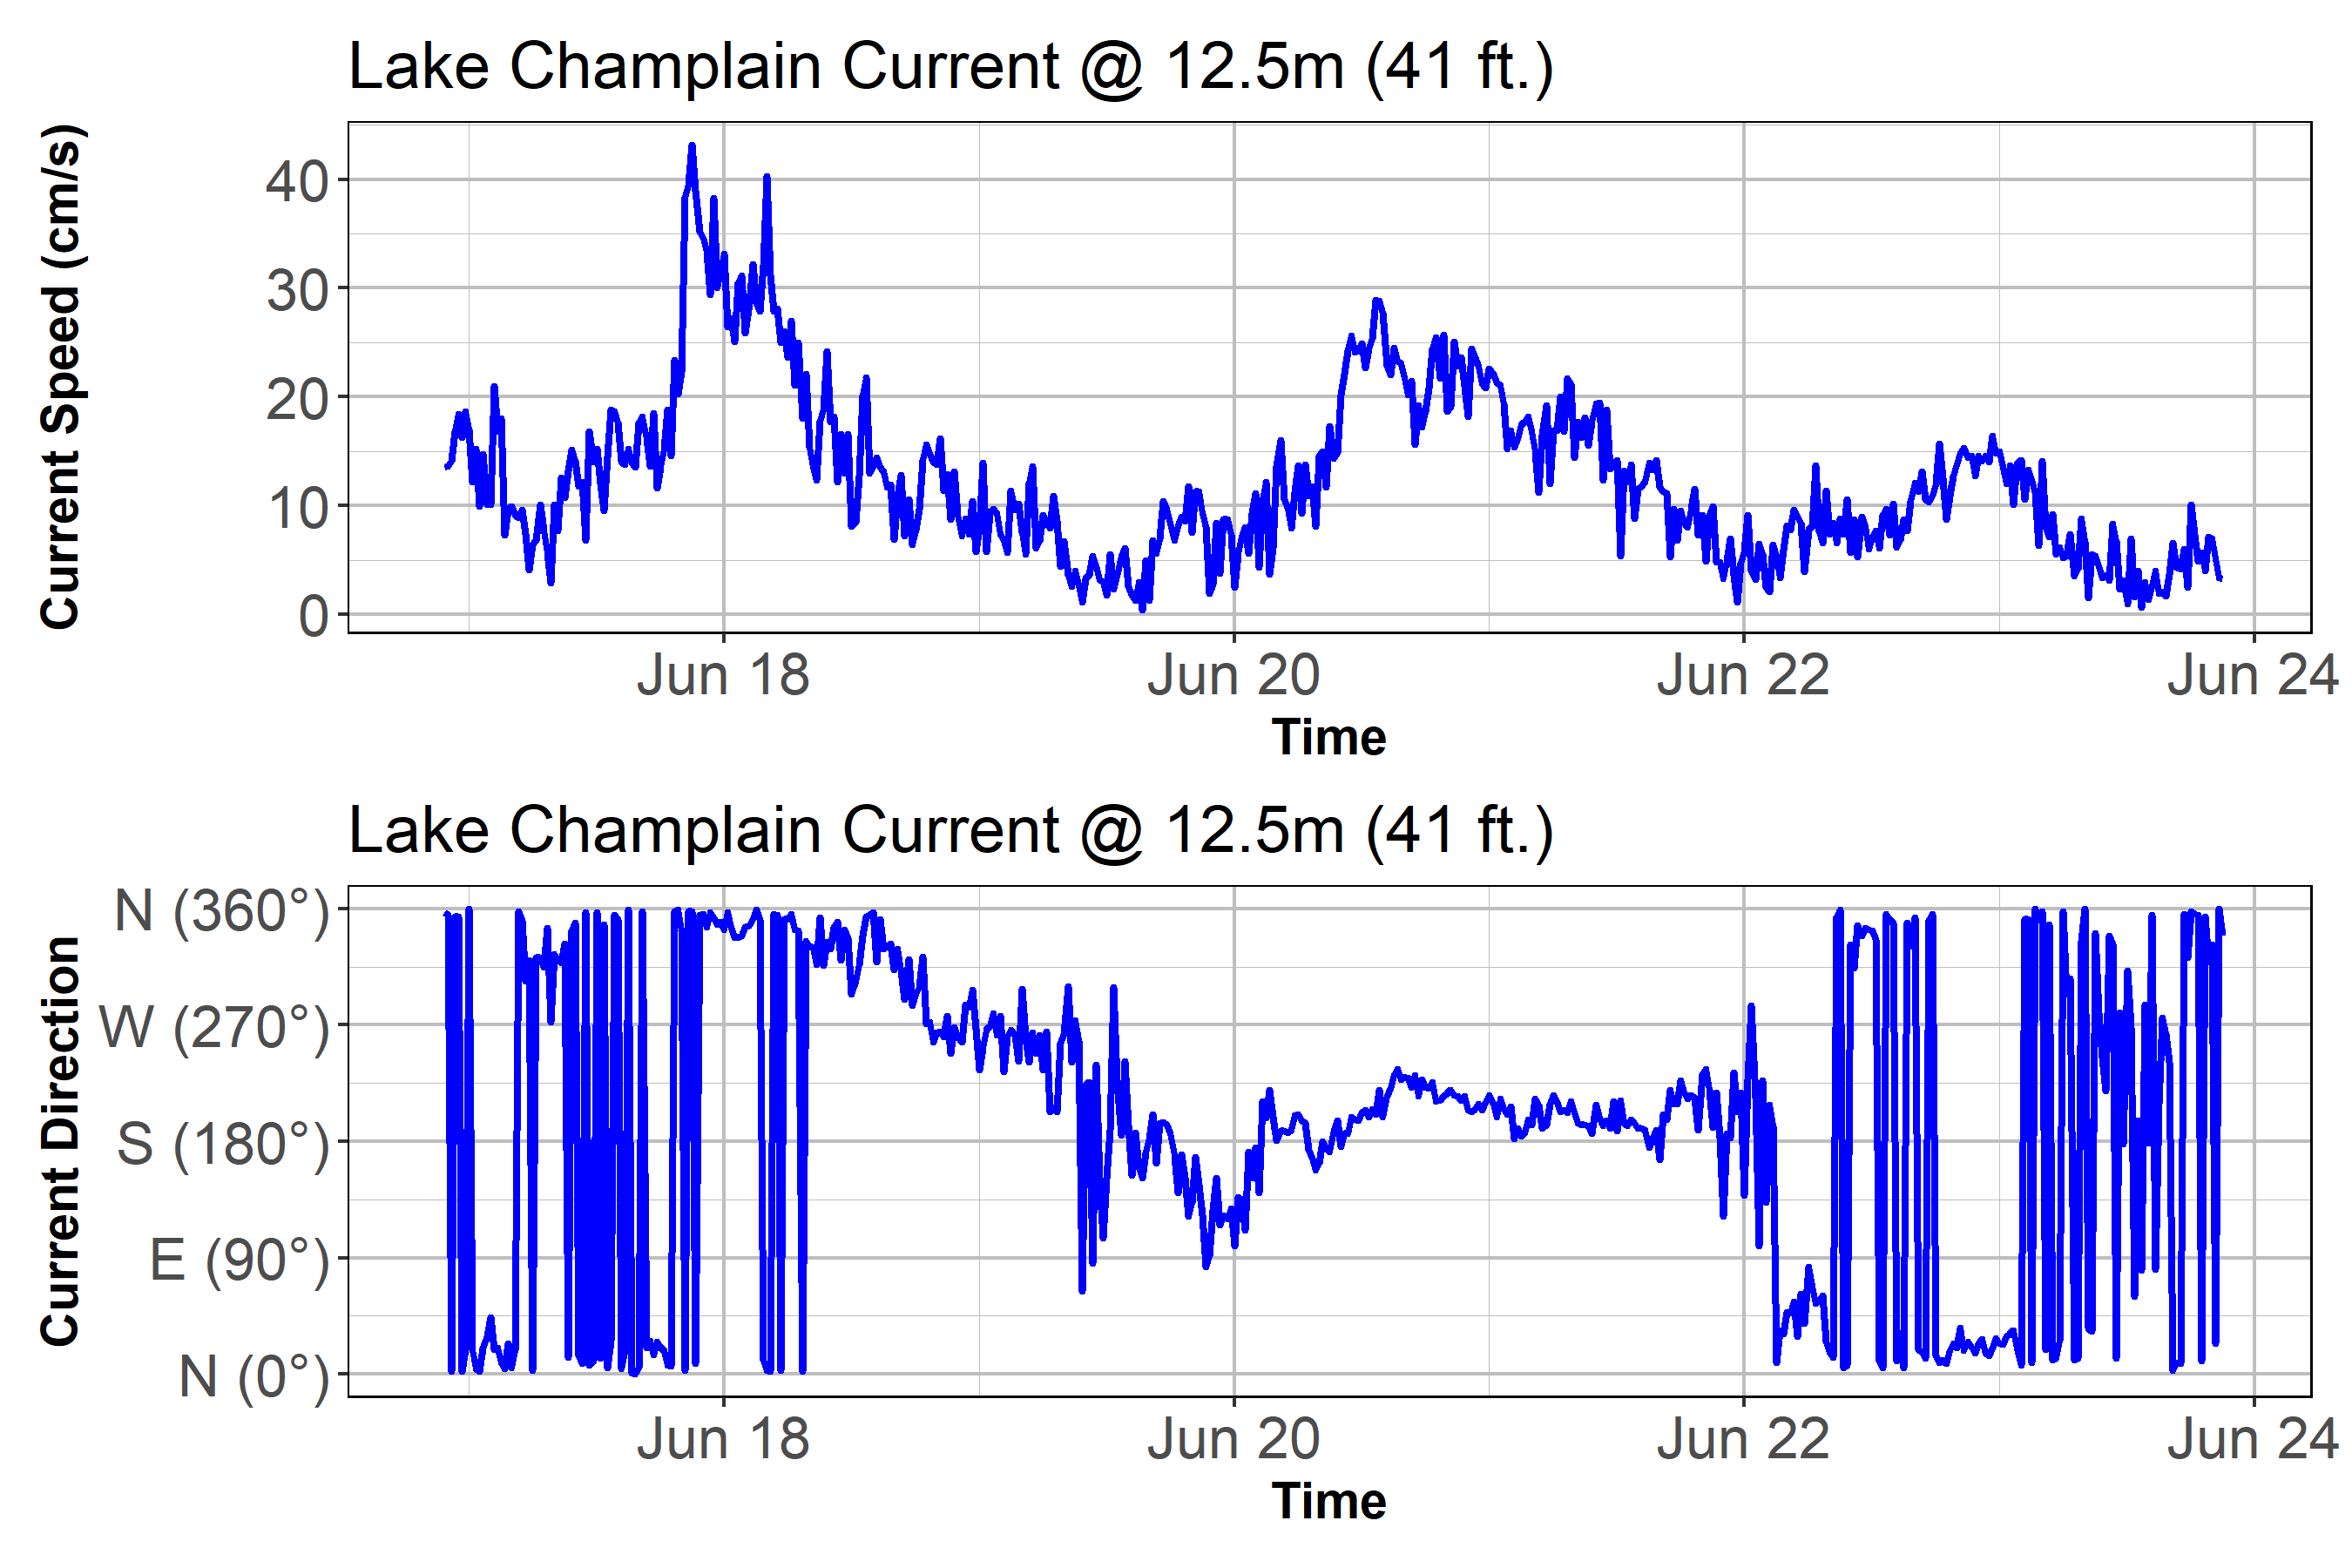 Lake Champlain Current @ 12.5m (41 ft.)
Current Speed (cm/s)
40
30
20
10
0
Jun 18 Jun 20 Jun 22 Jun 24
Time
Lake Champlain Current @ 12.5m (41 ft.)
Current Direction
N (360°)
W (270°)
S (180°)
E (90°)
N (0°)
Jun 18 Jun 20 Jun 22 Jun 24
Time